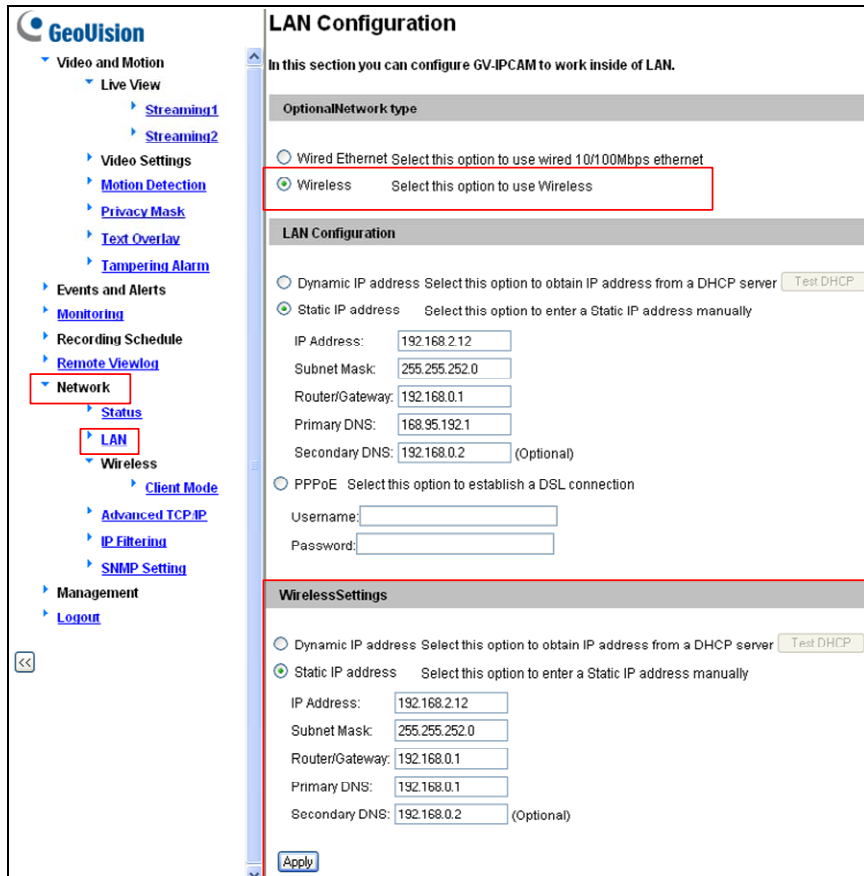 GeoVision
Video and Motion
Live View
Streaming1
Streaming2
Video Settings
Motion Detection
Privacy Mask
Text Overlay
Tampering Alarm
Events and Alerts
Monitoring
Recording Schedule
Remote Viewlog
Network
Status
LAN
Wireless
Client Mode
Advanced TCP/IP
IP Filtering
SNMP Setting
Management
Logout
<<
LAN Configuration
In this section you can configure GV-IPCAM to work inside of LAN.
OptionalNetwork type
Wired Ethernet Select this option to use wired 10/100Mbps ethernet
Wireless Select this option to use Wireless
LAN Configuration
Dynamic IP address Select this option to obtain IP address from a DHCP server Test DHCP
Static IP address Select this option to enter a Static IP address manually
IP Address: 192.168.2.12
Subnet Mask: 255.255.252.0
Router/Gateway: 192.168.0.1
Primary DNS: 168.95.192.1
Secondary DNS: 192.168.0.2 (Optional)
PPPoE Select this option to establish a DSL connection
Username:
Password:
WirelessSettings
Dynamic IP address Select this option to obtain IP address from a DHCP server Test DHCP
Static IP address Select this option to enter a Static IP address manually
IP Address: 192.168.2.12
Subnet Mask: 255.255.252.0
Router/Gateway: 192.168.0.1
Primary DNS: 192.168.0.1
Secondary DNS: 192.168.0.2 (Optional)
Apply